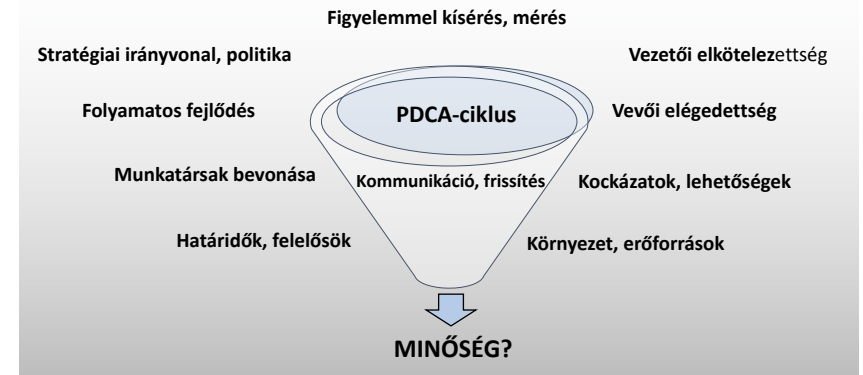 Figyelemmel kísérés, mérés
Stratégiai irányvonal, politika
Vezetői elkötelezettség
Folyamatos fejlődés
PDCA-ciklus
Vevői elégedettség
Munkatársak bevonása
Kommunikáció, frissítés
Kockázatok, lehetőségek
Határidők, felelősök
Környezet, erőforrások
MINŐSÉG?